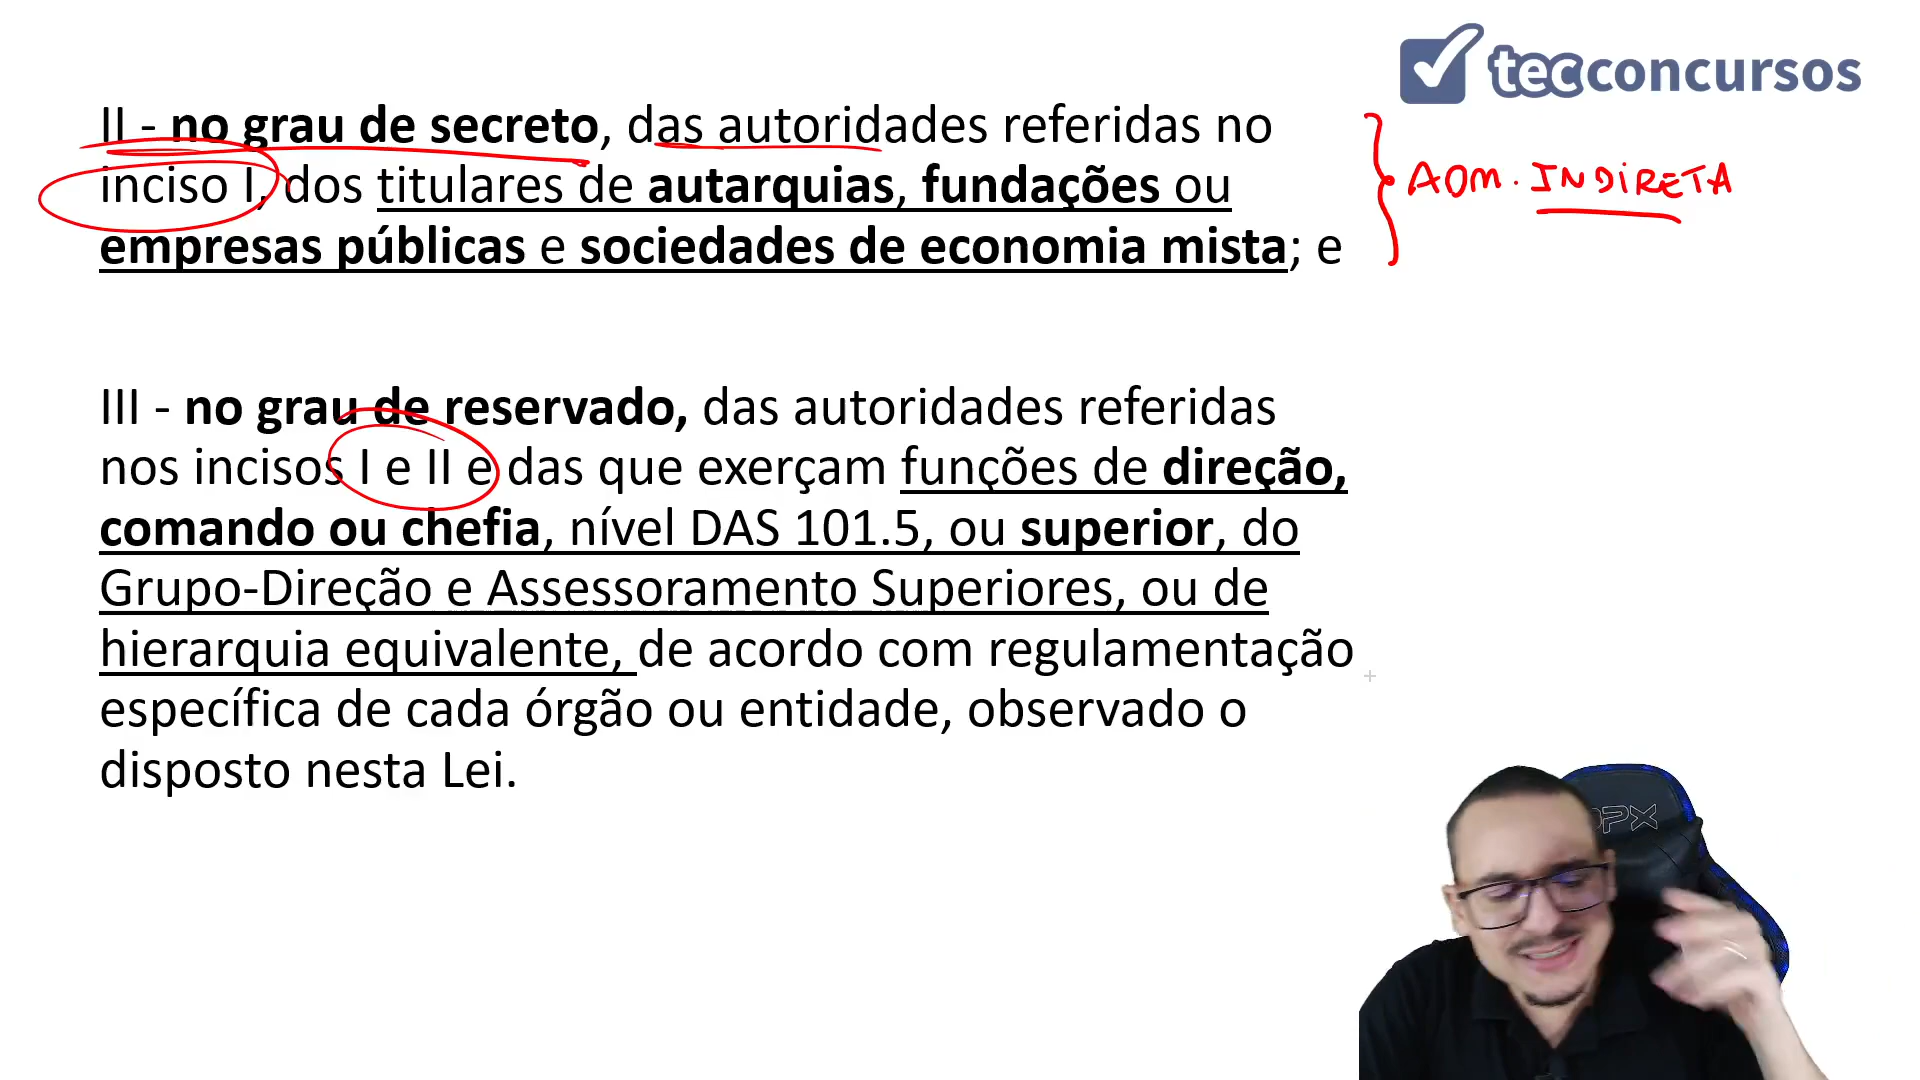 tecconcursos
II - no grau de secreto, das autoridades referidas no
inciso I, dos titulares de autarquias, fundações ou
empresas públicas e sociedades de economia mista; e
ADM. INDIRETA
III - no grau de reservado, das autoridades referidas
nos incisos I e II e das que exerçam funções de direção,
comando ou chefia, nível DAS 101.5, ou superior, do
Grupo-Direção e Assessoramento Superiores, ou de
hierarquia equivalente, de acordo com regulamentação
específica de cada órgão ou entidade, observado o
disposto nesta Lei.